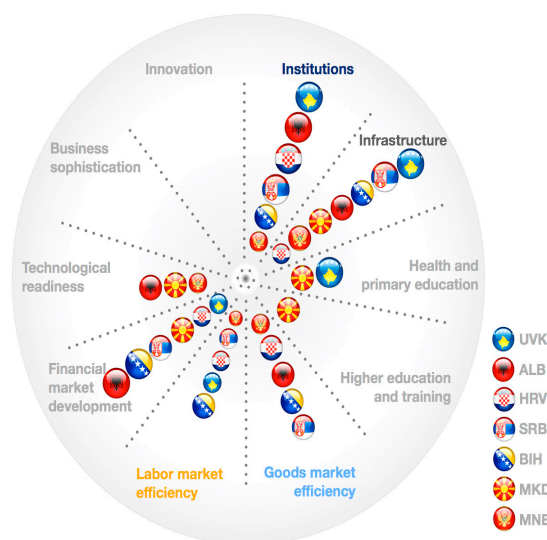 Innovation
Institutions
Infrastructure
Business
sophistication
Technological
readiness
Health and
primary education
Financial
market
development
Higher education
and training
Labor market
efficiency
Goods market
efficiency
UVK
ALB
HRV
SRB
BIH
MKD
MNE